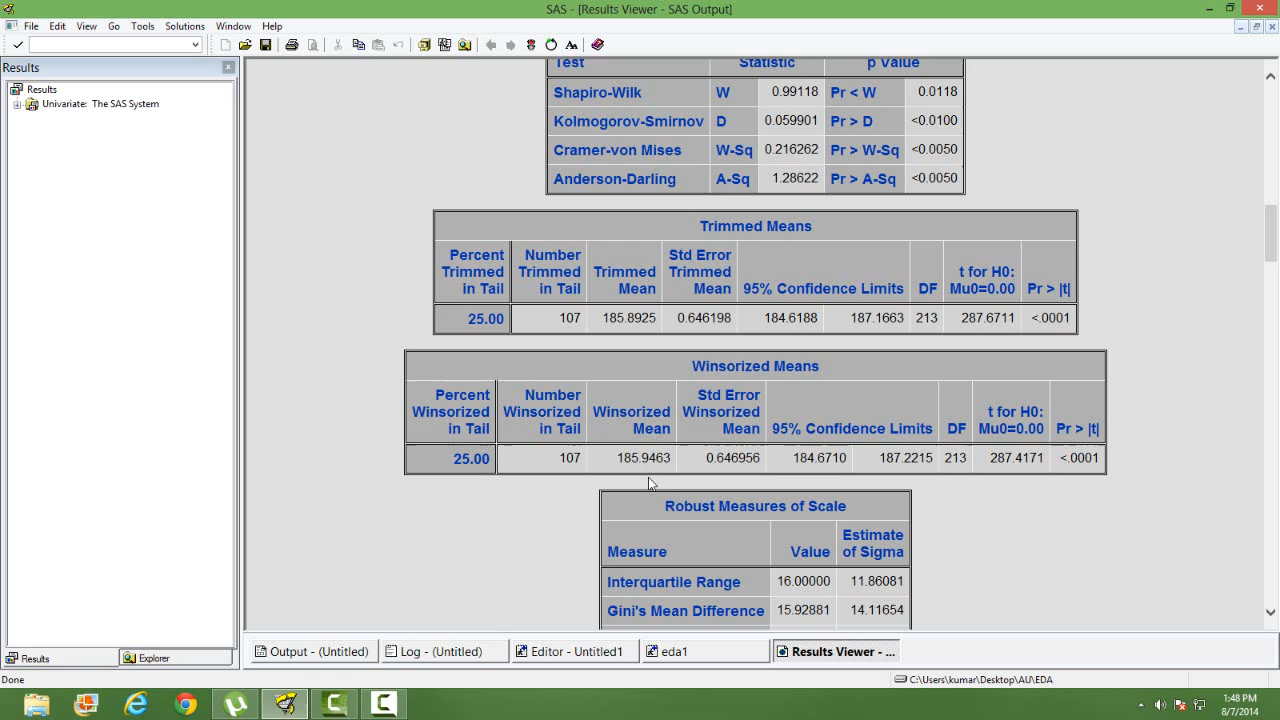 SAS - [Results Viewer - SAS Output]
File Edit View Go Tools Solutions Window Help
Results
Results
Univariate: The SAS System
Test Statistic p Value
Shapiro-Wilk W 0.99118 Pr < W 0.0118
Kolmogorov-Smirnov D 0.059901 Pr > D <0.0100
Cramer-von Mises W-Sq 0.216262 Pr > W-Sq <0.0050
Anderson-Darling A-Sq 1.28622 Pr > A-Sq <0.0050
Trimmed Means
Percent Number Std Error
Trimmed Trimmed Trimmed Trimmed t for H0:
in Tail in Tail Mean Mean 95% Confidence Limits DF Mu0=0.00 Pr > |t|
25.00 107 185.8925 0.646198 184.6188 187.1663 213 287.6711 <.0001
Winsorized Means
Percent Number Std Error
Winsorized Winsorized Winsorized Winsorized t for H0:
in Tail in Tail Mean Mean 95% Confidence Limits DF Mu0=0.00 Pr > |t|
25.00 107 185.9463 0.646956 184.6710 187.2215 213 287.4171 <.0001
Robust Measures of Scale
Estimate
Measure Value of Sigma
Interquartile Range 16.00000 11.86081
Gini's Mean Difference 15.92881 14.11654
Results Explorer
Output - (Untitled) Log - (Untitled) Editor - Untitled1 eda1 Results Viewer - ...
Done C:\Users\kumar\Desktop\AU\EDA
1:48 PM
8/7/2014